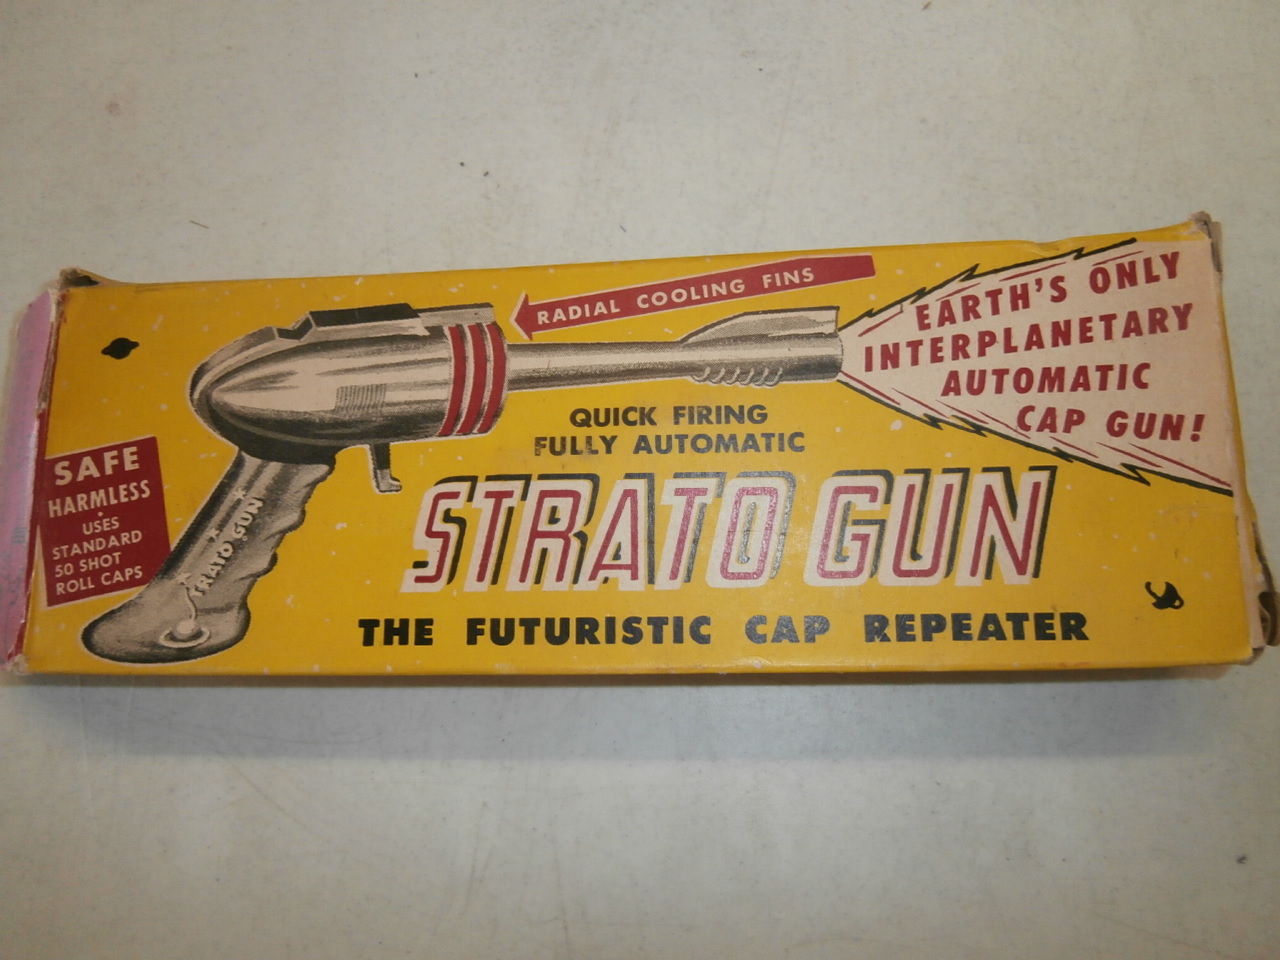 RADIAL COOLING FINS
EARTH'S ONLY
INTERPLANETARY
AUTOMATIC
CAP GUN!
QUICK FIRING
FULLY AUTOMATIC
STRATO GUN
THE FUTURISTIC CAP REPEATER
SAFE
HARMLESS
USES
STANDARD
50 SHOT
ROLL CAPS
STRATO GUN